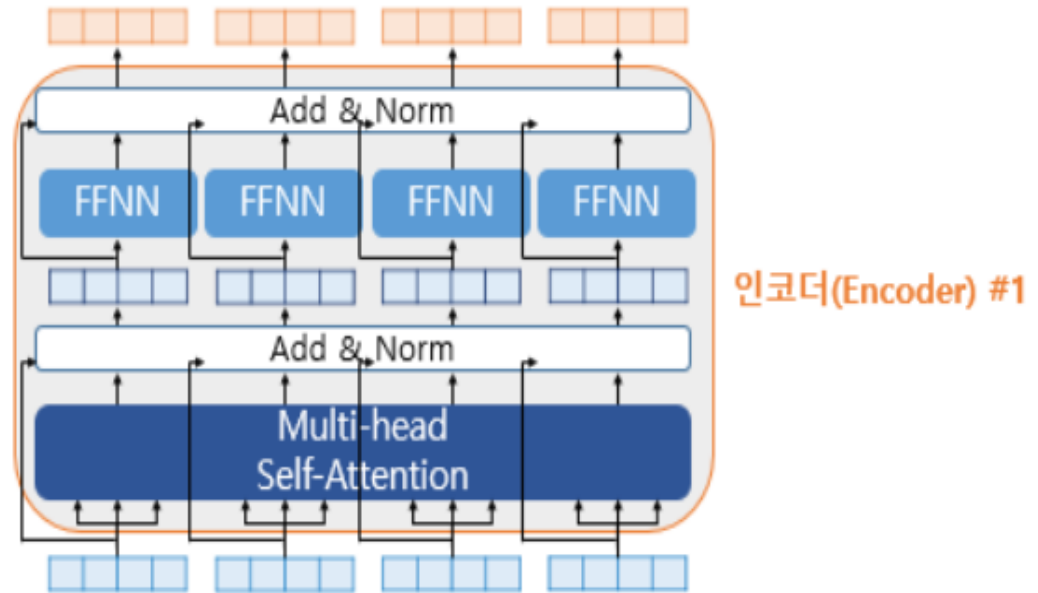 Add & Norm
FFNN FFNN FFNN FFNN
인코더(Encoder) #1
Add & Norm
Multi-head
Self-Attention